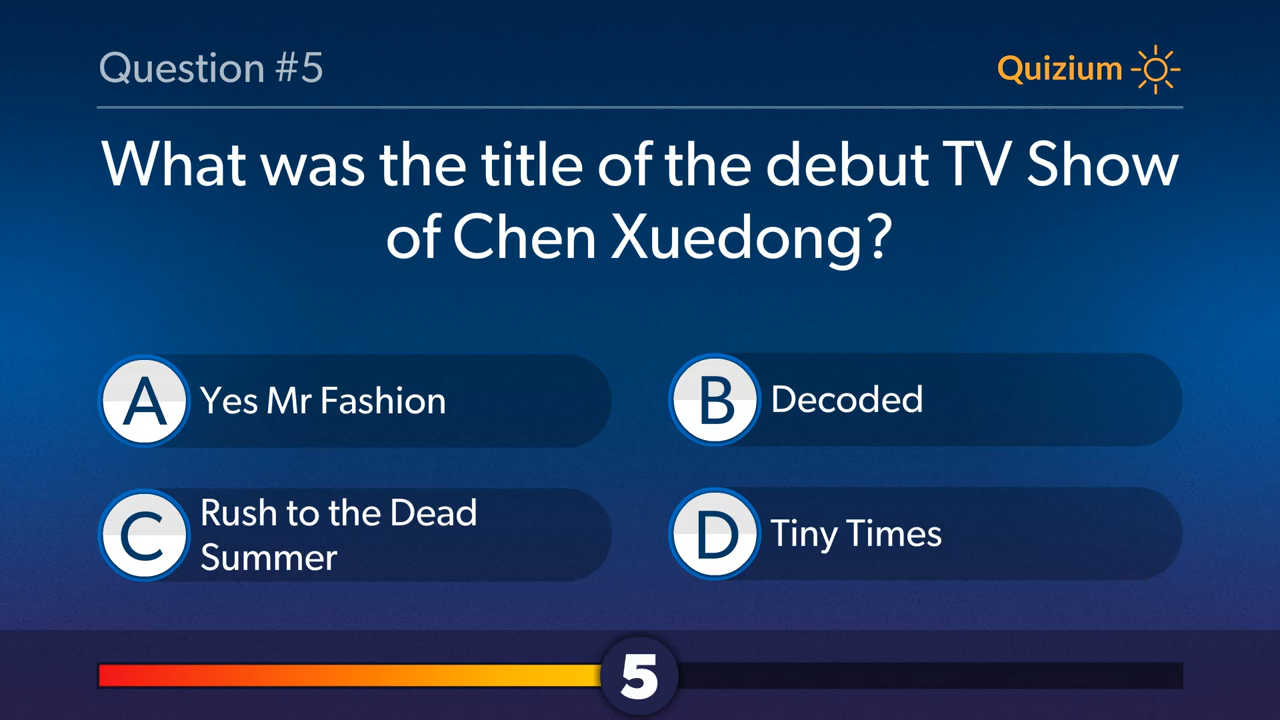 Question #5
Quizium
What was the title of the debut TV Show
of Chen Xuedong?
A Yes Mr Fashion
B Decoded
C Rush to the Dead
Summer
D Tiny Times
5